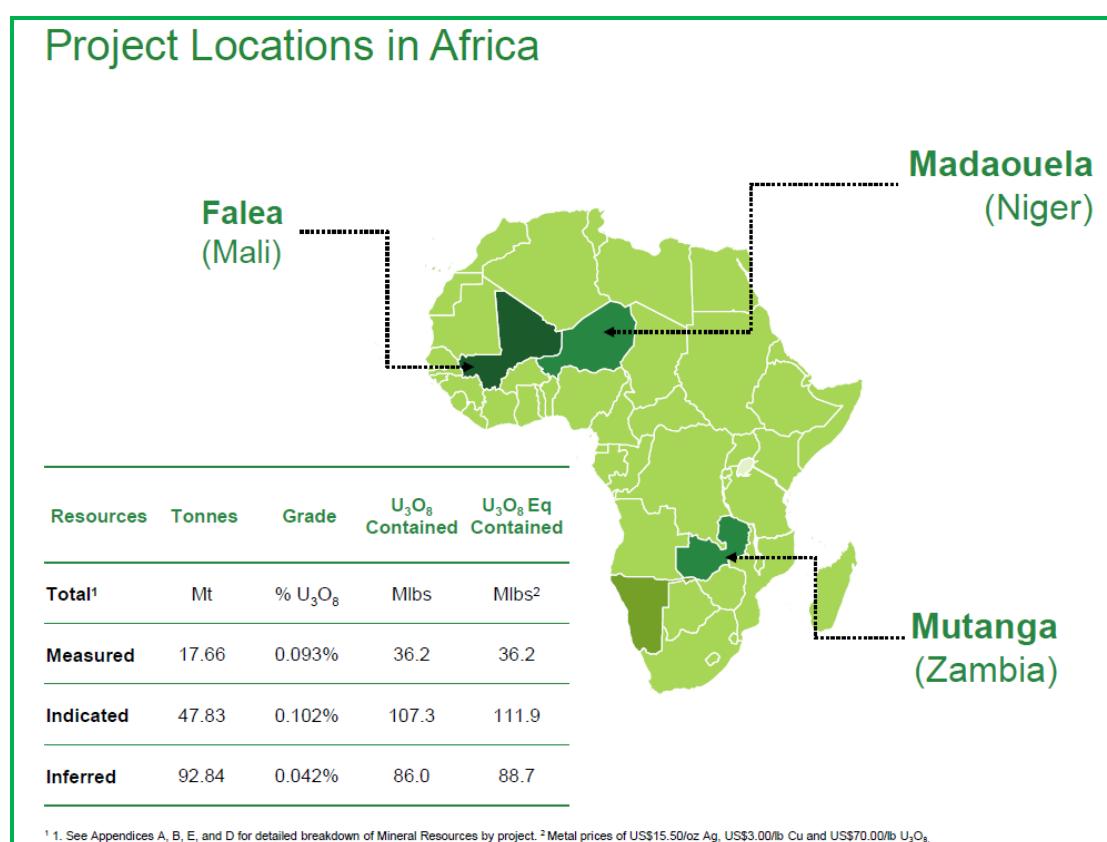 Project Locations in Africa
Madaouela
(Niger)
Falea
(Mali)
Resources Tonnes Grade U₃O₈ Contained U₃O₈ Eq Contained
Total¹ Mt % U₃O₈ Mlbs Mlbs²
Measured 17.66 0.093% 36.2 36.2
Indicated 47.83 0.102% 107.3 111.9
Inferred 92.84 0.042% 86.0 88.7
Mutanga
(Zambia)
¹ 1. See Appendices A, B, E, and D for detailed breakdown of Mineral Resources by project. ² Metal prices of US$15.50/oz Ag, US$3.00/lb Cu and US$70.00/lb U₃O₈.